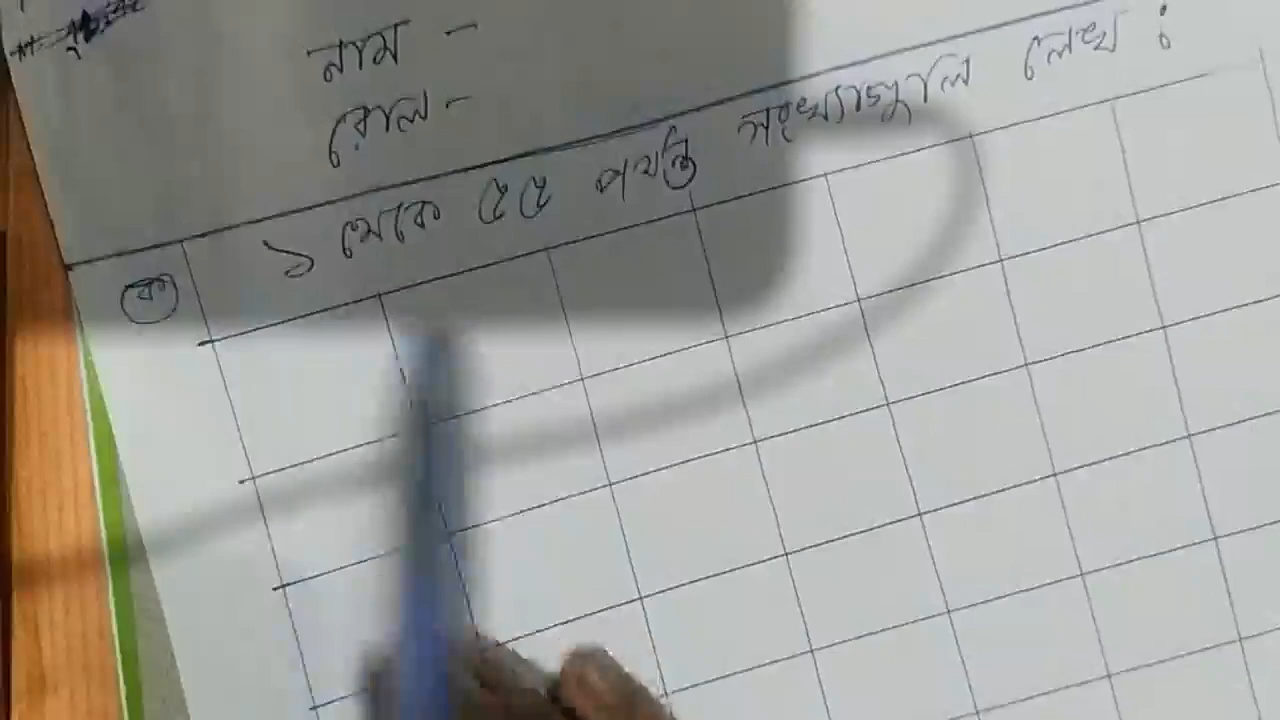 নাম -
রোল -
১ থেকে ৫৫ পর্যন্ত সংখ্যাগুলি লেখ :
ক